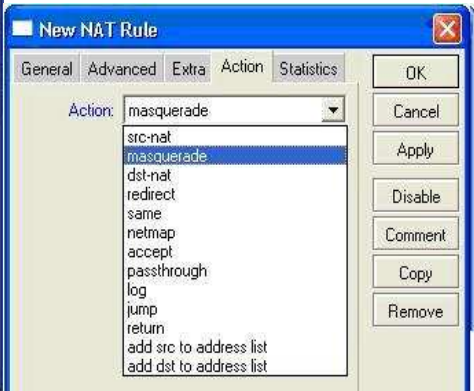 New NAT Rule
General Advanced Extra Action Statistics
Action: masquerade
src-nat
masquerade
dst-nat
redirect
same
netmap
accept
passthrough
log
jump
return
add src to address list
add dst to address list
OK
Cancel
Apply
Disable
Comment
Copy
Remove